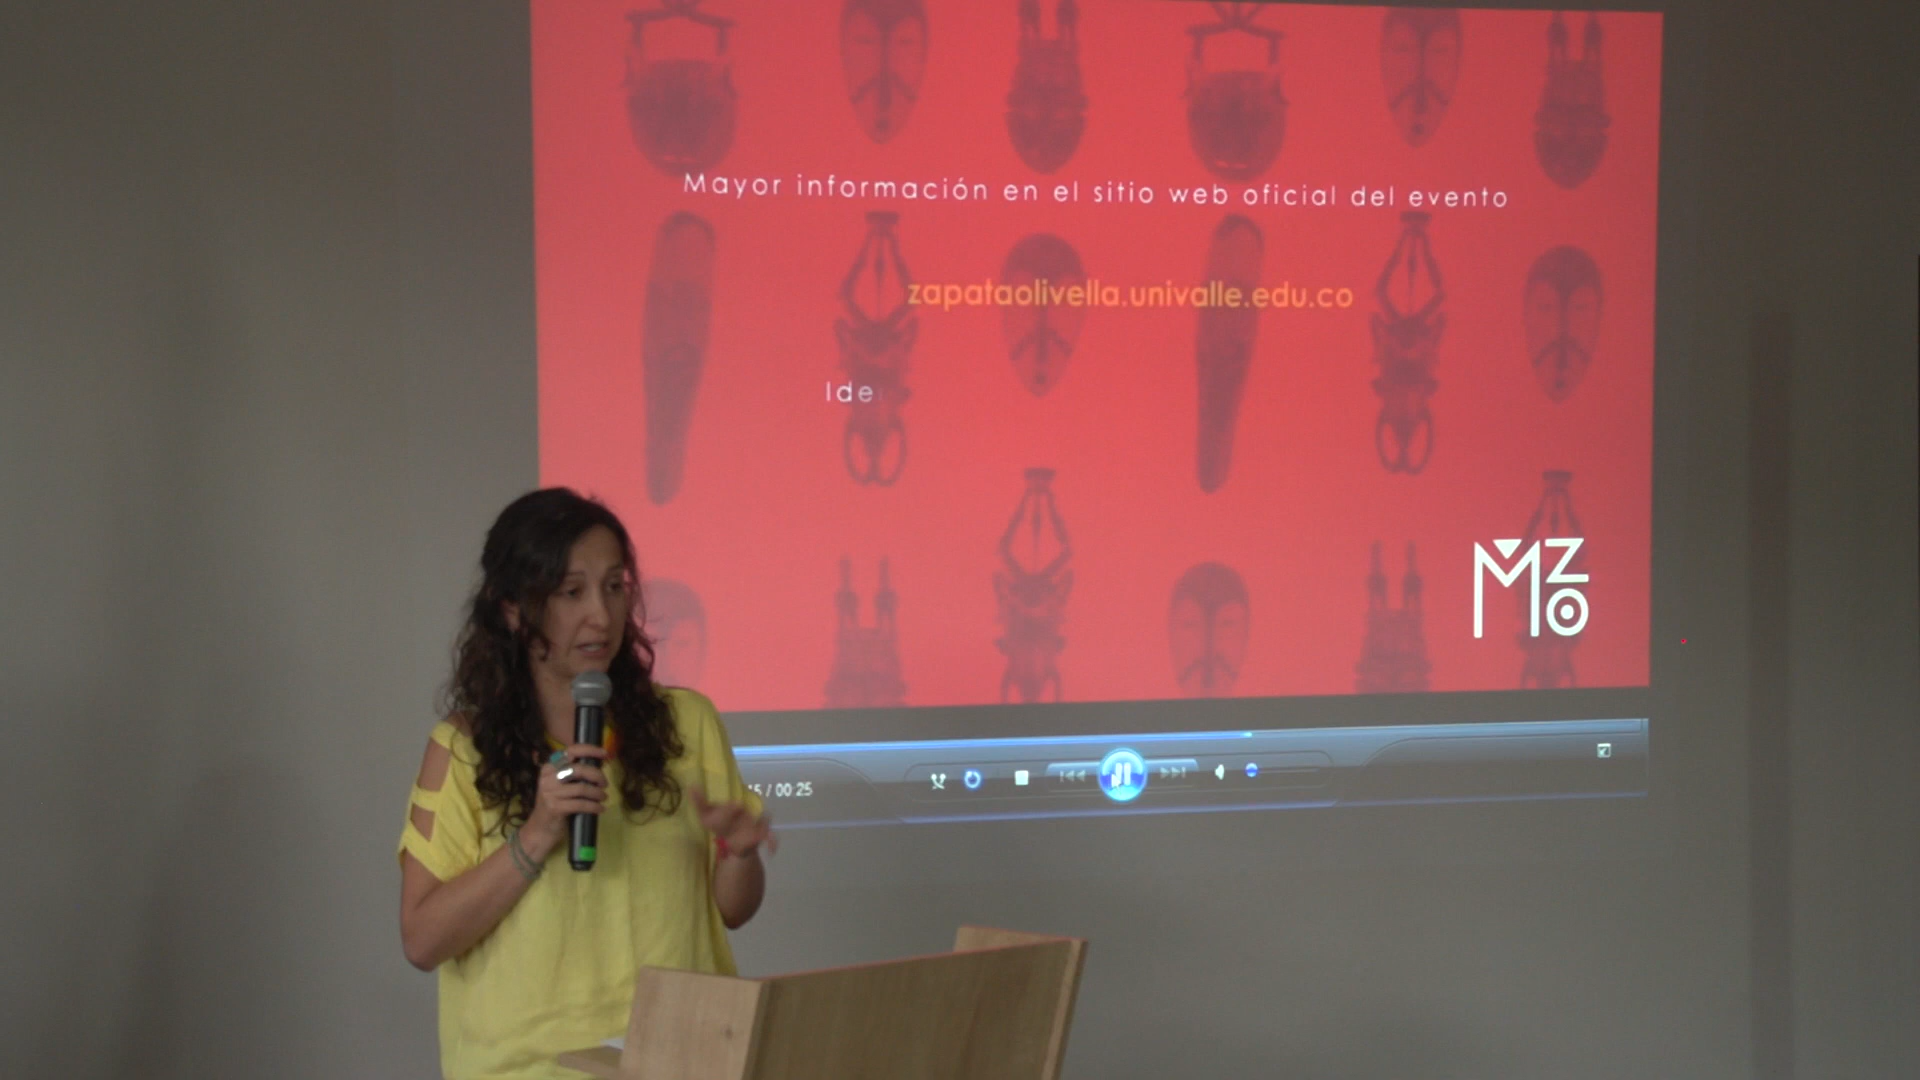 Mayor información en el sitio web oficial del evento
zapataolivella.univalle.edu.co
Ide
MZO
/ 00:25